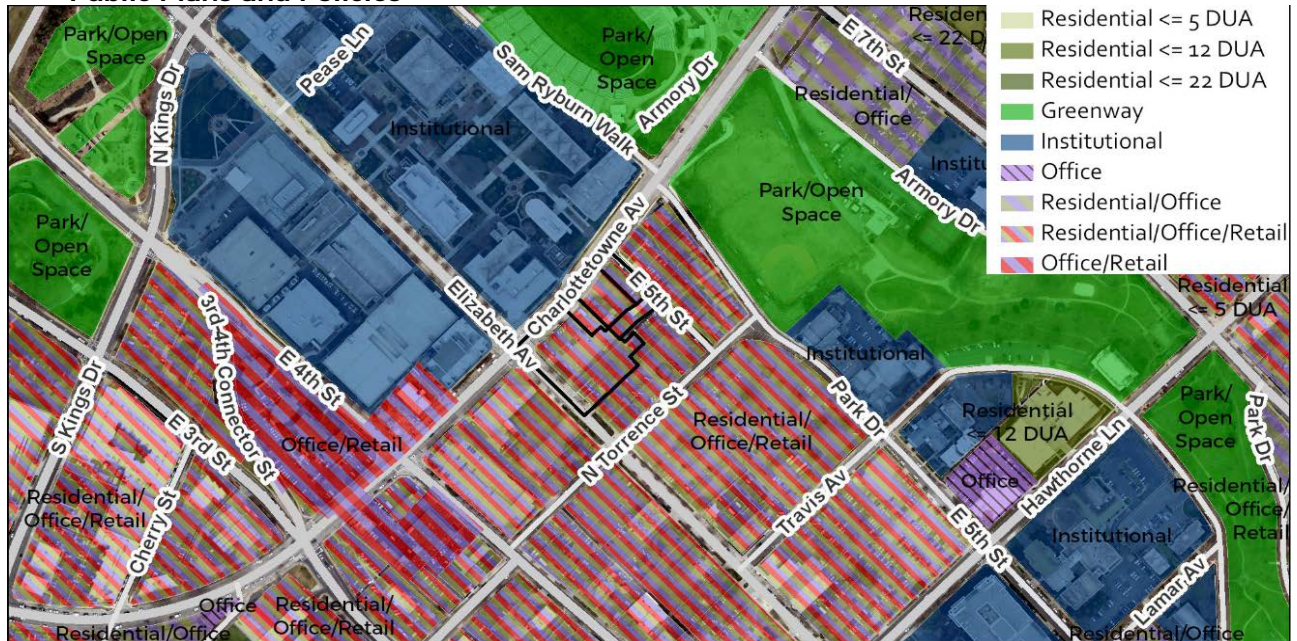 Public Plans and Policies
Park/Open
Space
N Kings Dr
Pease Ln
Sam Ryburn Walk
Park/
Open
Space
Armory Dr
Residential
<= 22 D
E 7th St
Residential/
Office
Institutional
Institutional
Armory Dr
Park/Open
Space
Park/
Open
Space
Charlottetowne Av
Elizabeth Av
E 5th St
3rd 4th Connector St
E 4th St
S Kings Dr
E 3rd St
Office/Retail
N Torrence St
Residential/
Office/Retail
Park Dr
Institutional
Residential
<= 5 DUA
Residential
<= 12 DUA
Office
Hawthorne Ln
Park/
Open
Space
Park Dr
Residential/
Office/Retail
Cherry St
Travis Av
E 5th St
Institutional
Residential/
Office/
Retail
Lamar Av
Office
Residential/Office
Residential/
Office/Retail
Residential/Office
Residential <= 5 DUA
Residential <= 12 DUA
Residential <= 22 DUA
Greenway
Institutional
Office
Residential/Office
Residential/Office/Retail
Office/Retail